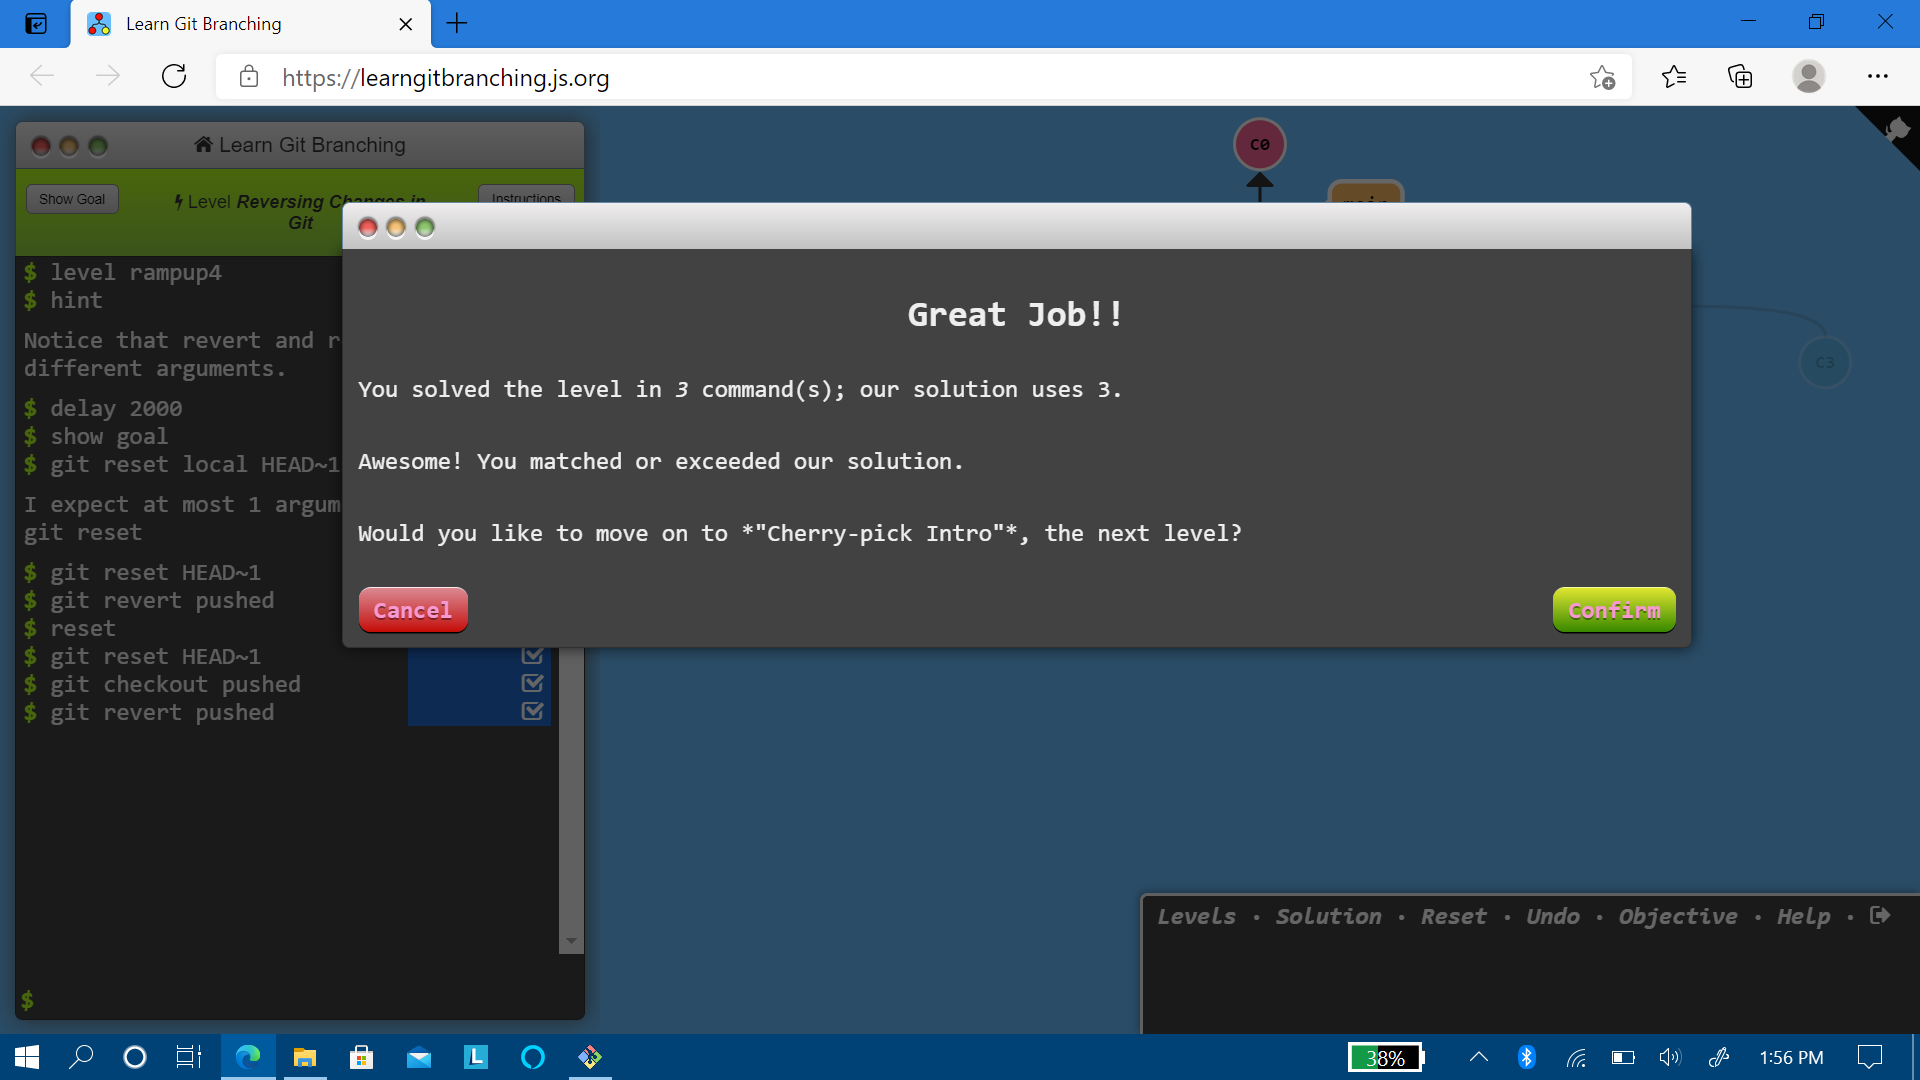 Learn Git Branching
https://learngitbranching.js.org
Learn Git Branching
Show Goal
Level Reversing Changes in
Git
Instructions
C0
C3
$ level rampup4
$ hint
Notice that revert and r
different arguments.
$ delay 2000
$ show goal
$ git reset local HEAD~1
I expect at most 1 argum
git reset
$ git reset HEAD~1
$ git revert pushed
$ reset
$ git reset HEAD~1
$ git checkout pushed
$ git revert pushed
$
Great Job!!
You solved the level in 3 command(s); our solution uses 3.
Awesome! You matched or exceeded our solution.
Would you like to move on to *"Cherry-pick Intro"*, the next level?
Cancel
Confirm
Levels · Solution · Reset · Undo · Objective · Help ·
L
38%
1:56 PM